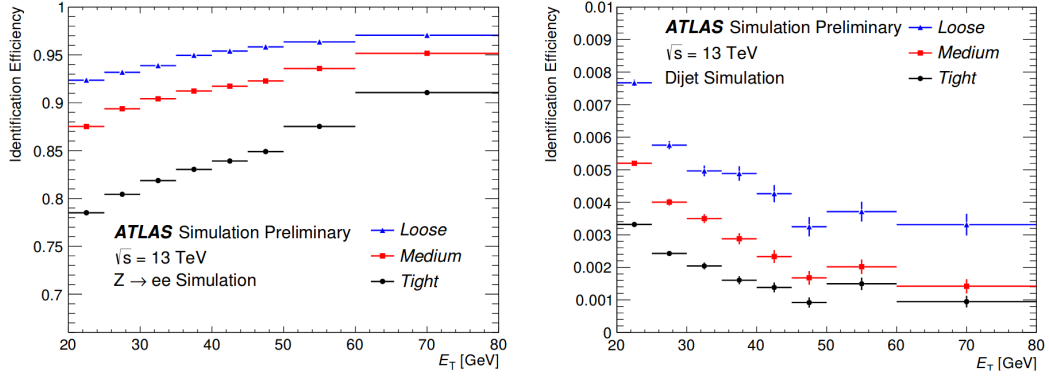 Identification Efficiency
1
0.95
0.9
0.85
0.8
0.75
0.7
ATLAS Simulation Preliminary
√s = 13 TeV
Z → ee Simulation
Loose
Medium
Tight
20 30 40 50 60 70 80
E_T [GeV]
Identification Efficiency
0.01
0.009
0.008
0.007
0.006
0.005
0.004
0.003
0.002
0.001
0
ATLAS Simulation Preliminary
√s = 13 TeV
Dijet Simulation
Loose
Medium
Tight
20 30 40 50 60 70 80
E_T [GeV]